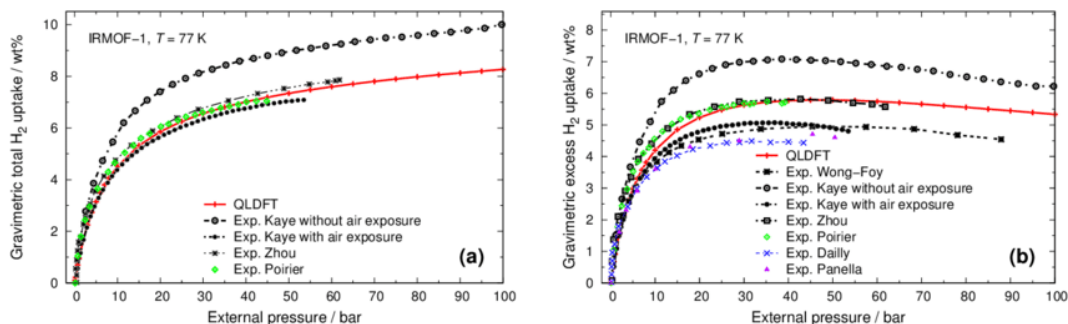 Gravimetric total H2 uptake / wt%
10
8
6
4
2
0
IRMOF−1, T = 77 K
QLDFT
Exp. Kaye without air exposure
Exp. Kaye with air exposure
Exp. Zhou
Exp. Poirier
(a)
0 10 20 30 40 50 60 70 80 90 100
External pressure / bar
Gravimetric excess H2 uptake / wt%
8
7
6
5
4
3
2
1
0
IRMOF−1, T = 77 K
QLDFT
Exp. Wong−Foy
Exp. Kaye without air exposure
Exp. Kaye with air exposure
Exp. Zhou
Exp. Poirier
Exp. Dailly
Exp. Panella
(b)
0 10 20 30 40 50 60 70 80 90 100
External pressure / bar